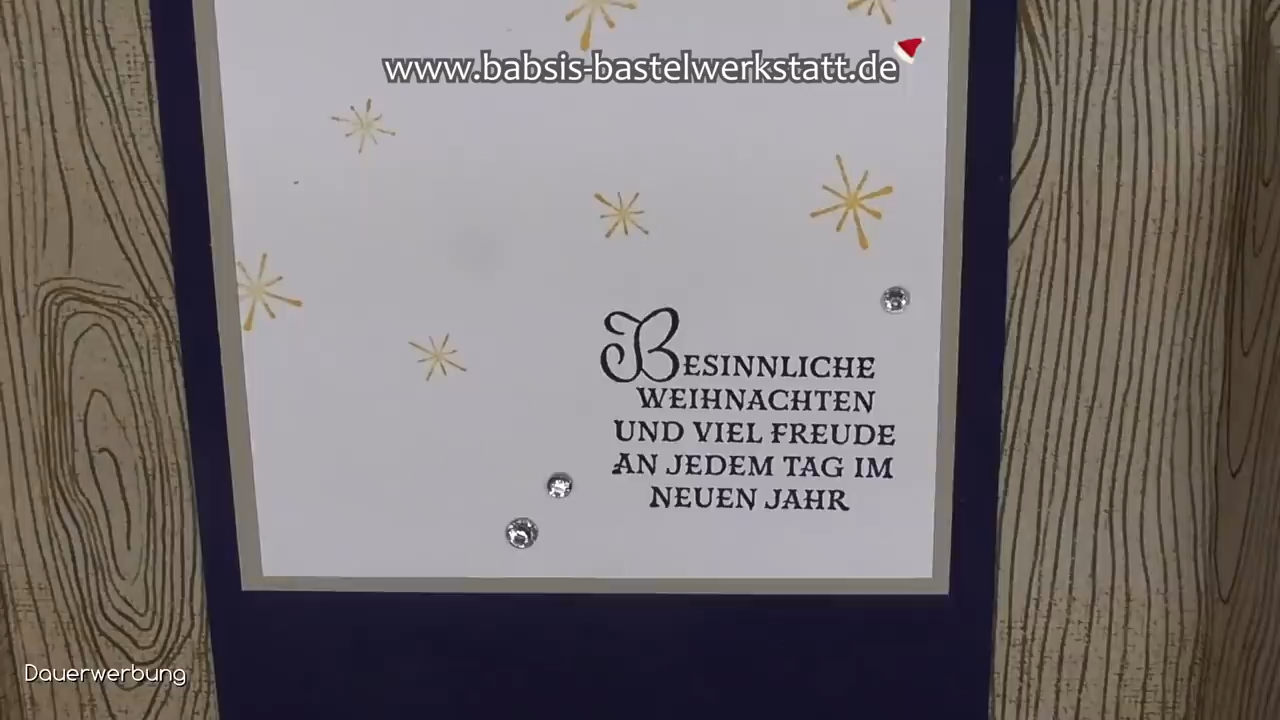 www.babsis-bastelwerkstatt.de
BESINNLICHE
WEIHNACHTEN
UND VIEL FREUDE
AN JEDEM TAG IM
NEUEN JAHR
Dauerwerbung